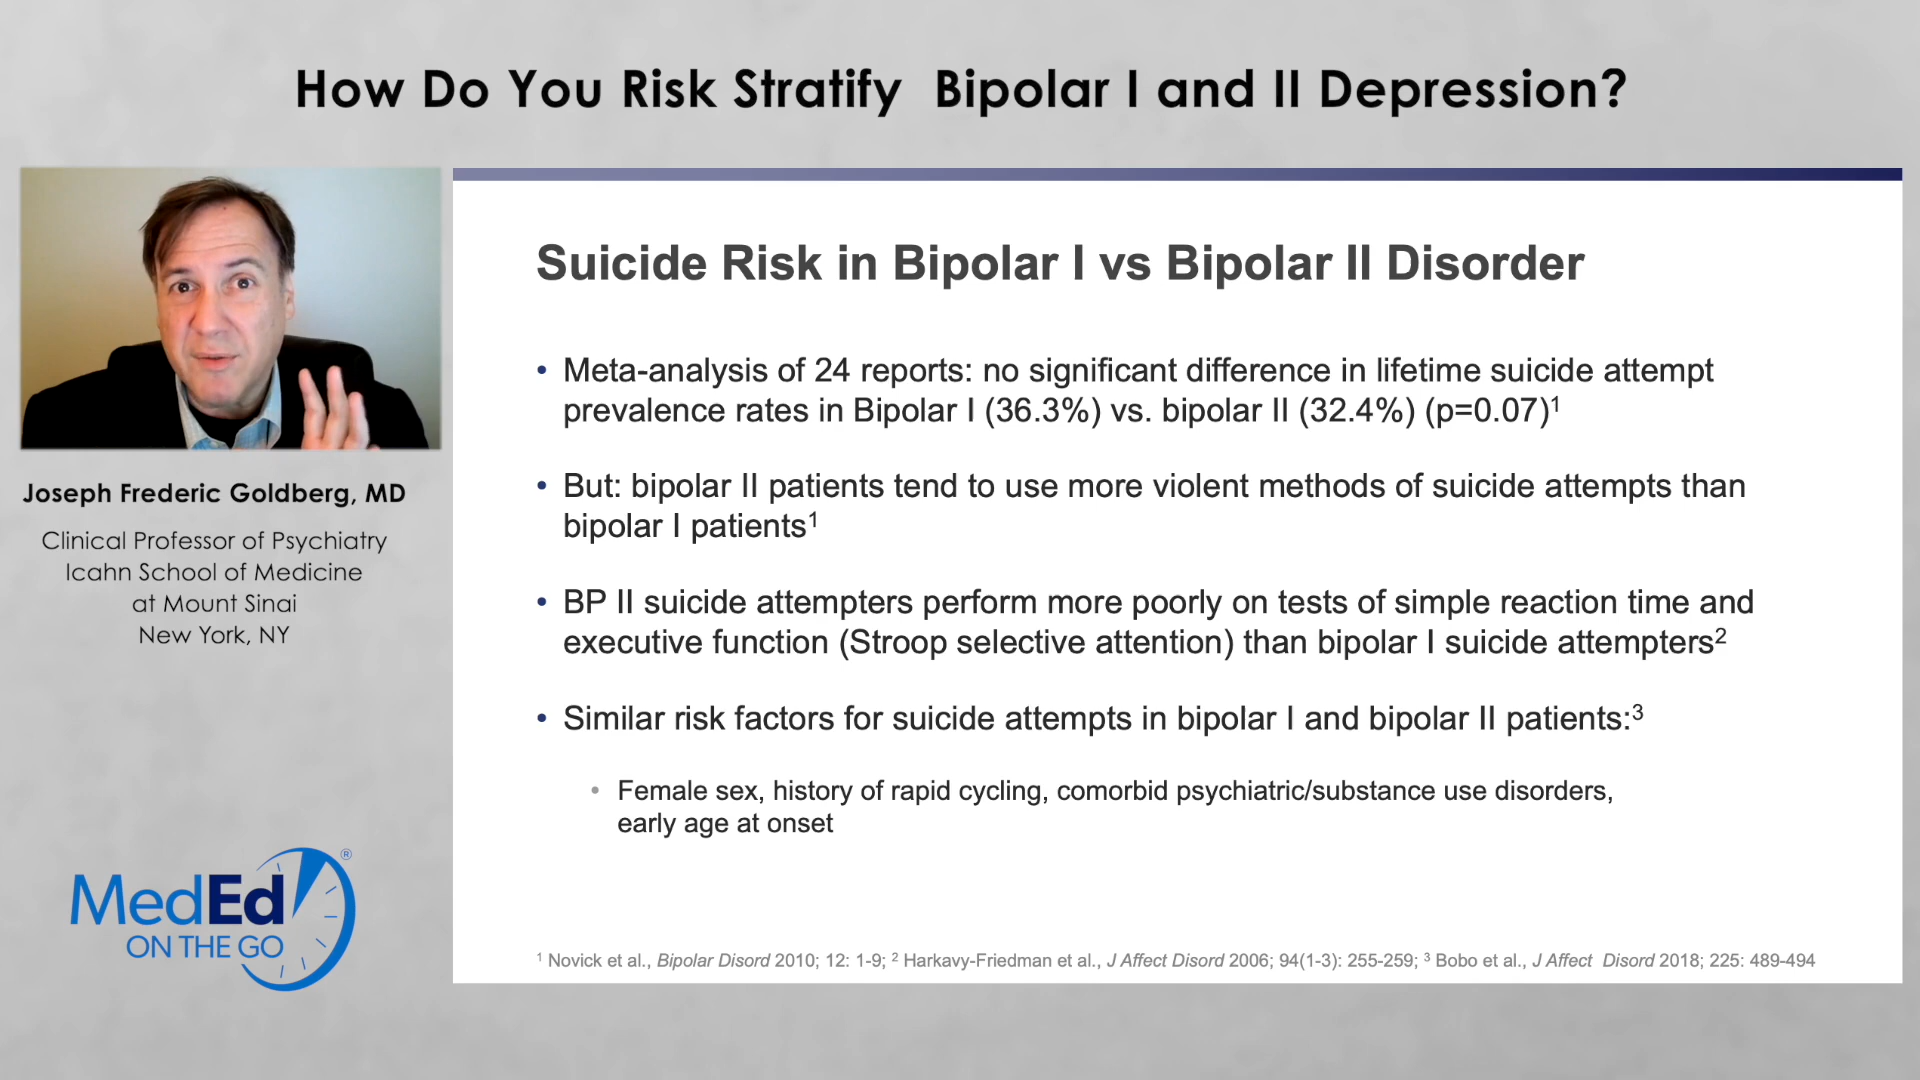 How Do You Risk Stratify  Bipolar I and II Depression?
Joseph Frederic Goldberg, MD
Clinical Professor of Psychiatry
Icahn School of Medicine
at Mount Sinai
New York, NY
MedEd®
ON THE GO
Suicide Risk in Bipolar I vs Bipolar II Disorder
• Meta-analysis of 24 reports: no significant difference in lifetime suicide attempt
prevalence rates in Bipolar I (36.3%) vs. bipolar II (32.4%) (p=0.07)¹
• But: bipolar II patients tend to use more violent methods of suicide attempts than
bipolar I patients¹
• BP II suicide attempters perform more poorly on tests of simple reaction time and
executive function (Stroop selective attention) than bipolar I suicide attempters²
• Similar risk factors for suicide attempts in bipolar I and bipolar II patients:³
• Female sex, history of rapid cycling, comorbid psychiatric/substance use disorders,
early age at onset
¹ Novick et al., Bipolar Disord 2010; 12: 1-9; ² Harkavy-Friedman et al., J Affect Disord 2006; 94(1-3): 255-259; ³ Bobo et al., J Affect  Disord 2018; 225: 489-494